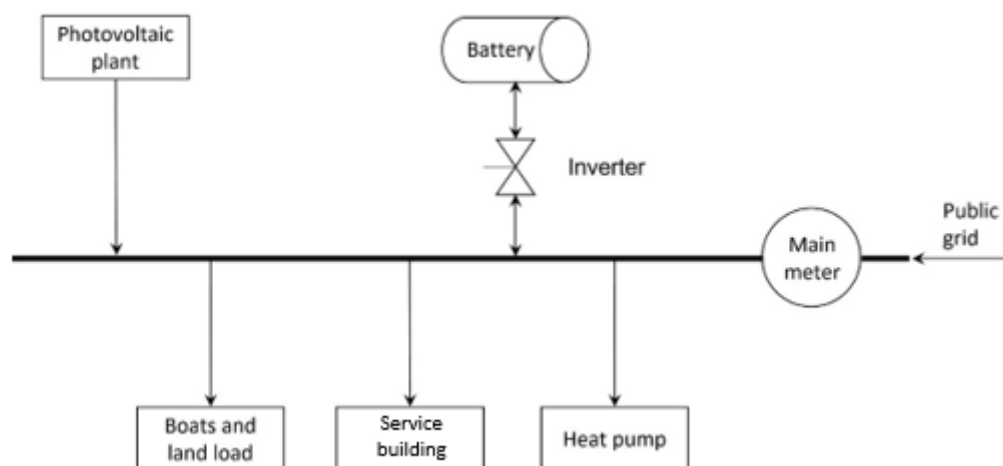 Photovoltaic
plant
Battery
Inverter
Public
grid
Main
meter
Boats and
land load
Service
building
Heat pump